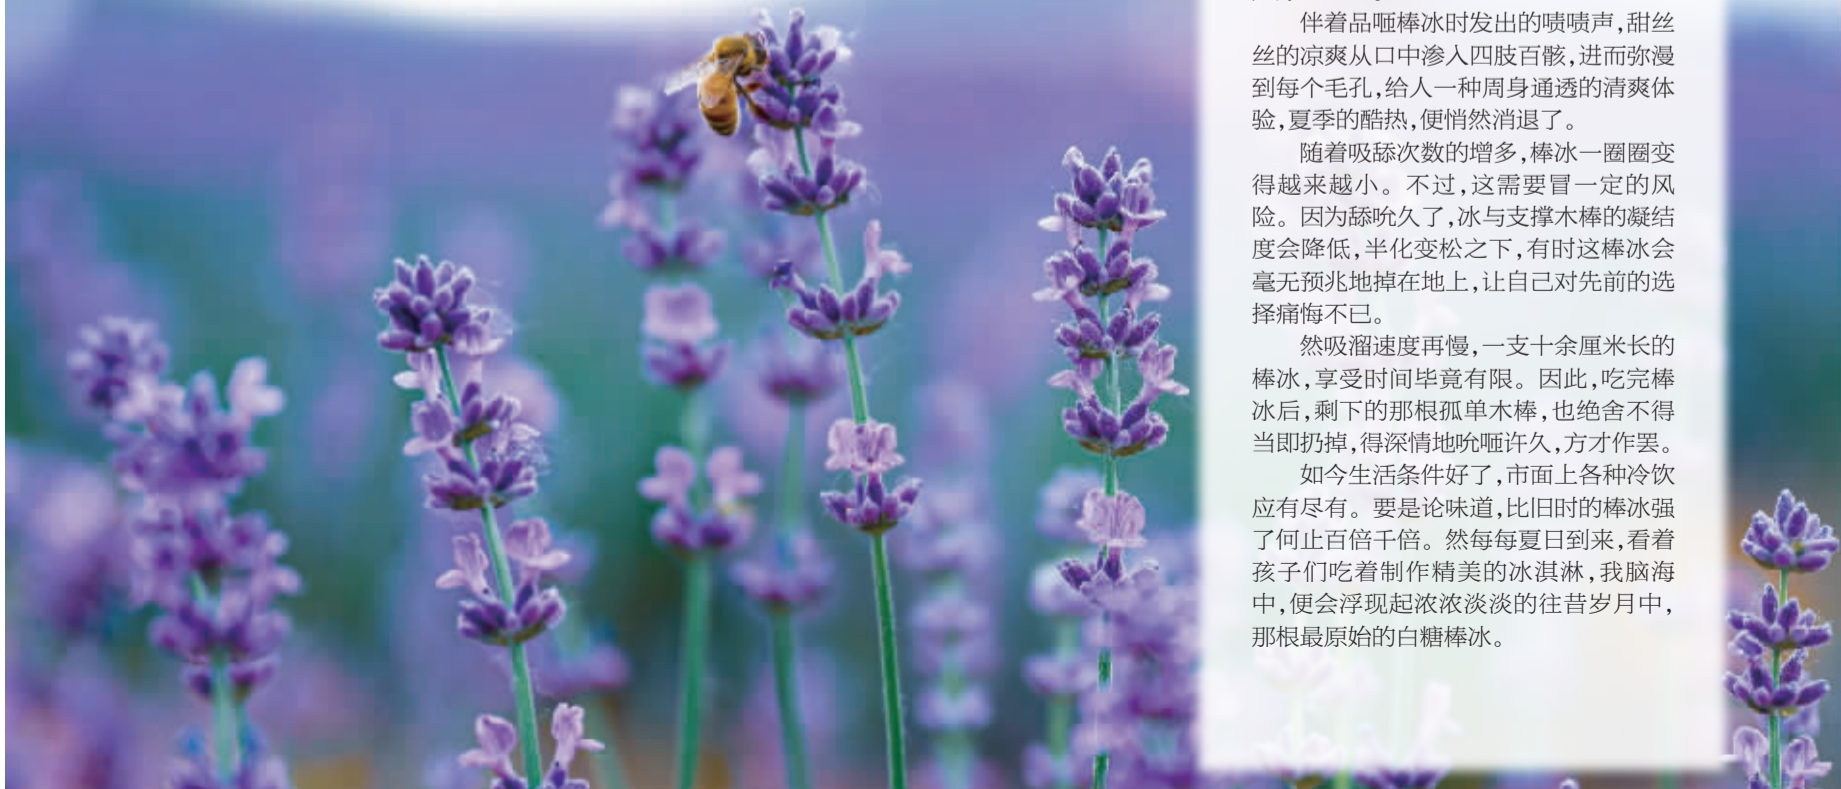 伴着品咂棒冰时发出的啧啧声,甜丝
丝的凉爽从口中渗入四肢百骸,进而弥漫
到每个毛孔,给人一种周身通透的清爽体
验,夏季的酷热,便悄然消退了。
随着吸舔次数的增多,棒冰一圈圈变
得越来越小。不过,这需要冒一定的风
险。因为舔吮久了,冰与支撑木棒的凝结
度会降低,半化变松之下,有时这棒冰会
毫无预兆地掉在地上,让自己对先前的选
择痛悔不已。
然吸溜速度再慢,一支十余厘米长的
棒冰,享受时间毕竟有限。因此,吃完棒
冰后,剩下的那根孤单木棒,也绝舍不得
当即扔掉,得深情地吮咂许久,方才作罢。
如今生活条件好了,市面上各种冷饮
应有尽有。要是论味道,比旧时的棒冰强
了何止百倍千倍。然每每夏日到来,看着
孩子们吃着制作精美的冰淇淋,我脑海
中,便会浮现起浓浓淡淡的往昔岁月中,
那根最原始的白糖棒冰。